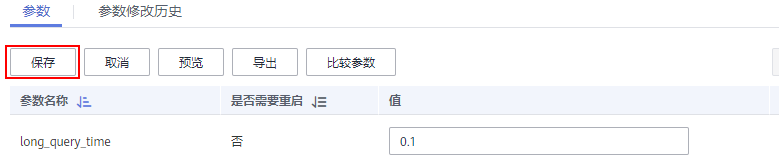 参数 参数修改历史
保存 取消 预览 导出 比较参数
参数名称 是否需要重启 值
long_query_time 否 0.1